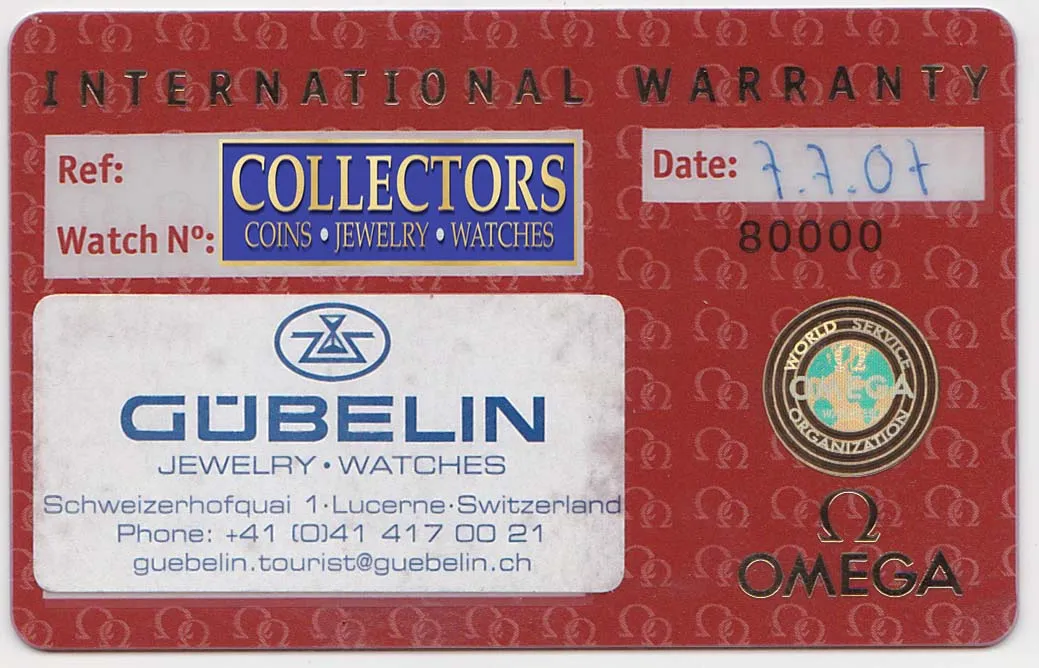 INTERNATIONAL WARRANTY
Ref:
Watch Nº:
COLLECTORS
COINS • JEWELRY • WATCHES
Date: 7.7.07
80000
GÜBELIN
JEWELRY • WATCHES
Schweizerhofquai 1·Lucerne·Switzerland
Phone: +41 (0)41 417 00 21
guebelin.tourist@guebelin.ch
WORLD SERVICE
OMEGA
ORGANIZATION
Ω
OMEGA